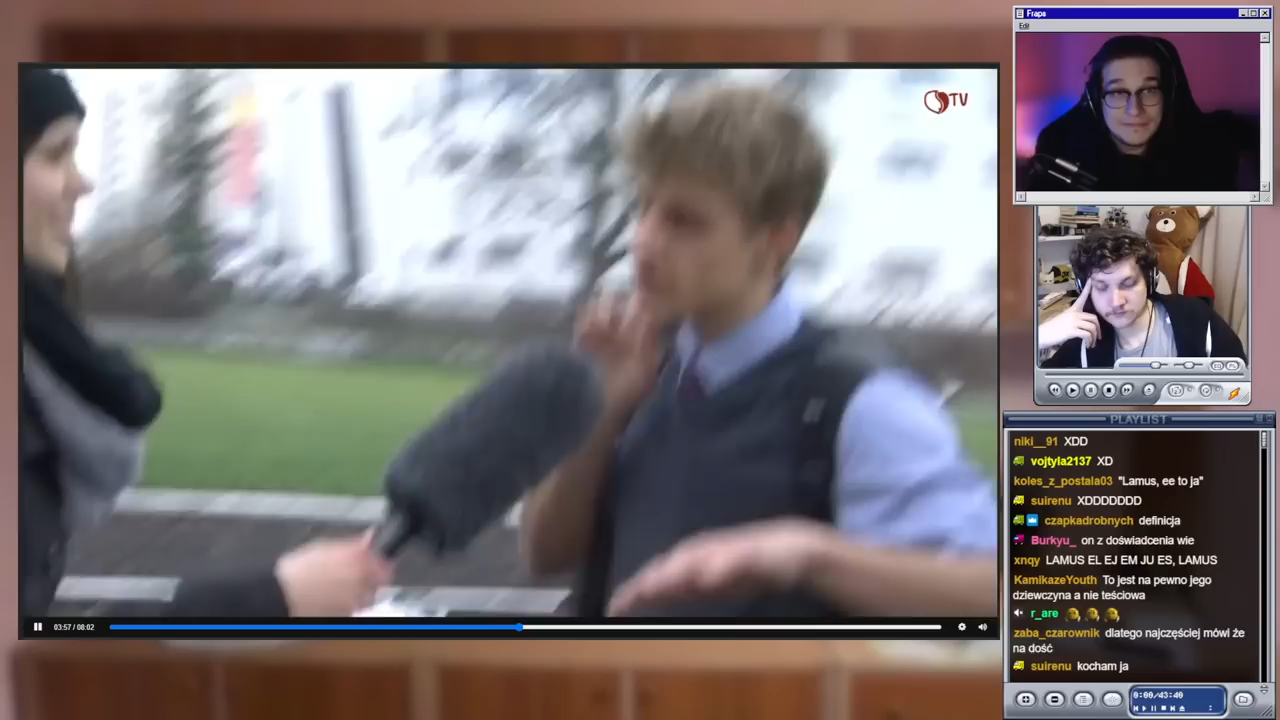 TV
Fraps
Edit
03:57 / 08:02
PLAYLIST
niki__91 XDD
vojtyla2137 XD
koles_z_postala03 "Lamus, ee to ja"
suirenu XDDDDDDD
czapkadrobnych definicja
Burkyu_ on z doświadczenia wie
xnqy LAMUS EL EJ EM JU ES, LAMUS
KamikazeYouth To jest na pewno jego
dziewczyna a nie teściowa
r_are
zaba_czarownik dlatego najczęściej mówi że
na dość
suirenu kocham ja
0:00/43:40